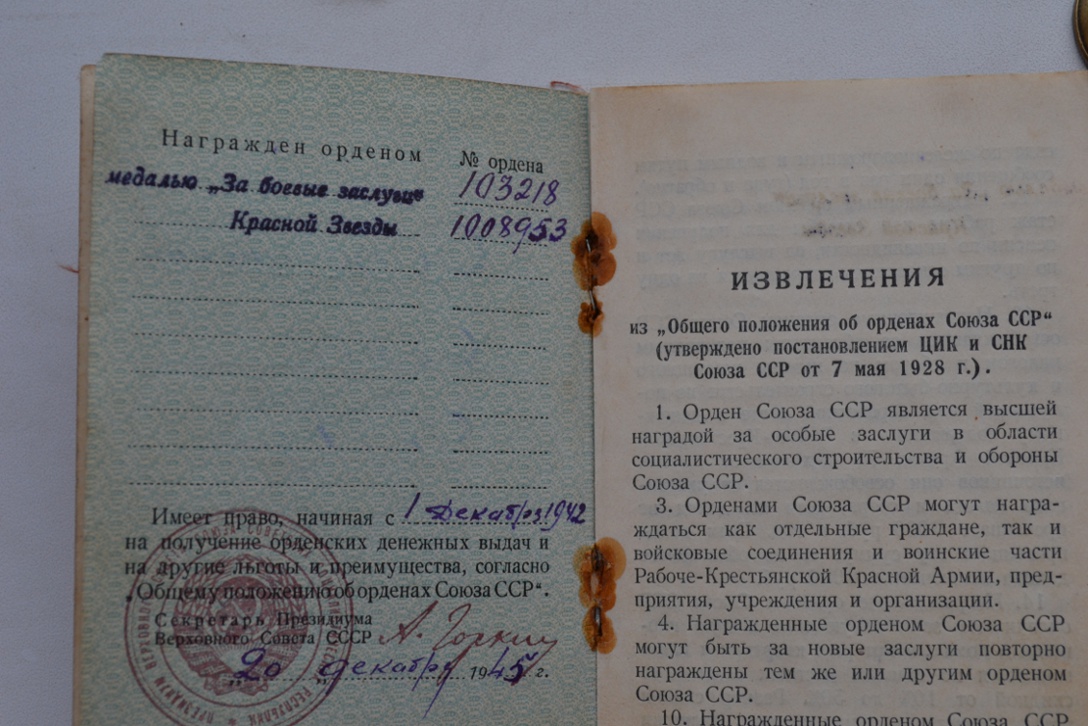 Награжден орденом
№ ордена
медалью „За боевые заслуги“
103218
Красной Звезды
1008953
Имеет право, начиная с 1 декабря 1942
на получение орденских денежных выдач и
на другие льготы и преимущества, согласно
„Общему положению об орденах Союза ССР“.
Секретарь Президиума
Верховного Совета СССР А. Горкин
„20„ декабря 1945 г.
ИЗВЛЕЧЕНИЯ
из „Общего положения об орденах Союза ССР“
(утверждено постановлением ЦИК и СНК
Союза ССР от 7 мая 1928 г.).
1. Орден Союза ССР является высшей
наградой за особые заслуги в области
социалистического строительства и обороны
Союза ССР.
3. Орденами Союза ССР могут награ-
ждаться как отдельные граждане, так и
войсковые соединения и воинские части
Рабоче-Крестьянской Красной Армии, пред-
приятия, учреждения и организации.
4. Награжденные орденом Союза ССР
могут быть за новые заслуги повторно
награждены тем же или другим орденом
Союза ССР.
10. Награжденные орденом Союза ССР